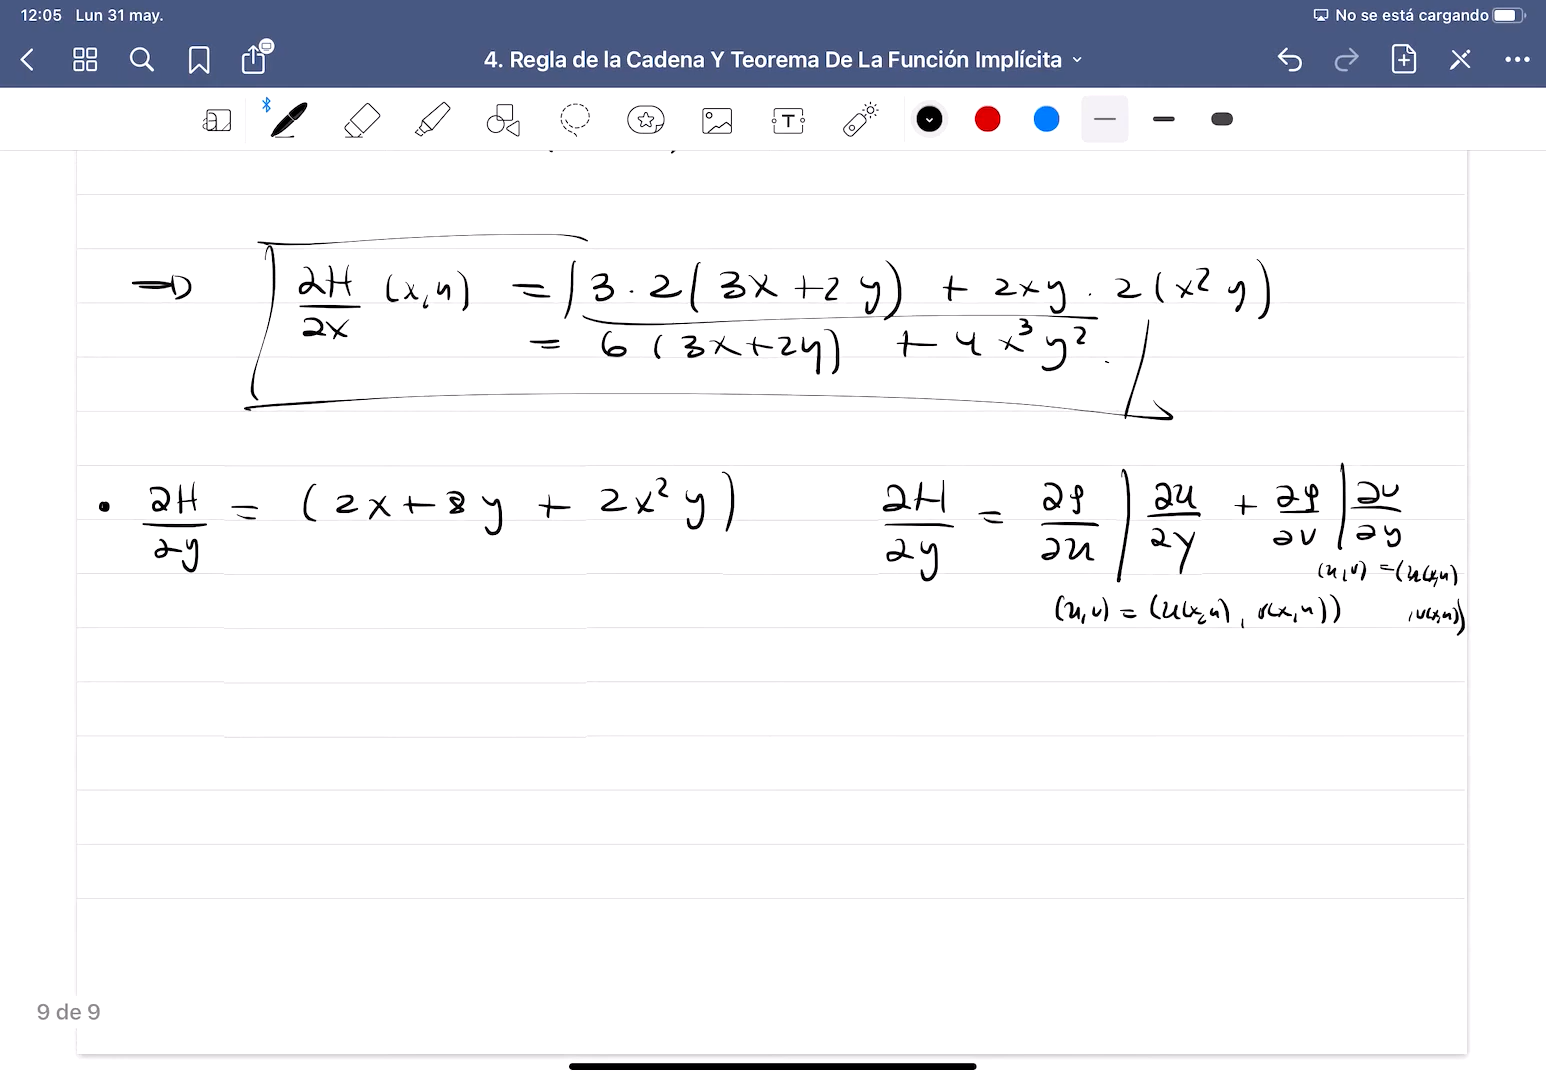 12:05 Lun 31 may. No se está cargando
4. Regla de la Cadena Y Teorema De La Función Implícita
T
⇒ ∂H/∂x (x,y) = 3 · 2(3x + 2y) + 2xy · 2(x² y)
= 6(3x+2y) + 4x³y².
• ∂H/∂y = (2x + 8y + 2x²y) ∂H/∂y = ∂f/∂u | ∂u/∂y + ∂f/∂v | ∂v/∂y
(u,v) = (u(x,y)
(u,v) = (u(x,y), v(x,y)) , v(x,y))
9 de 9